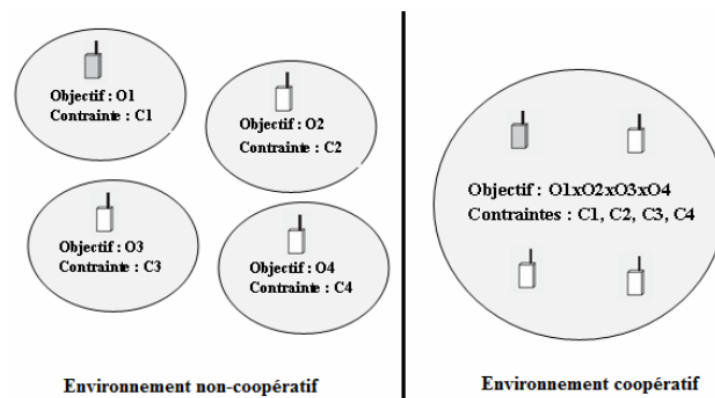 Objectif : O1
Contrainte : C1
Objectif : O2
Contrainte : C2
Objectif : O3
Contrainte : C3
Objectif : O4
Contrainte : C4
Environnement non-coopératif
Objectif : O1xO2xO3xO4
Contraintes : C1, C2, C3, C4
Environnement coopératif